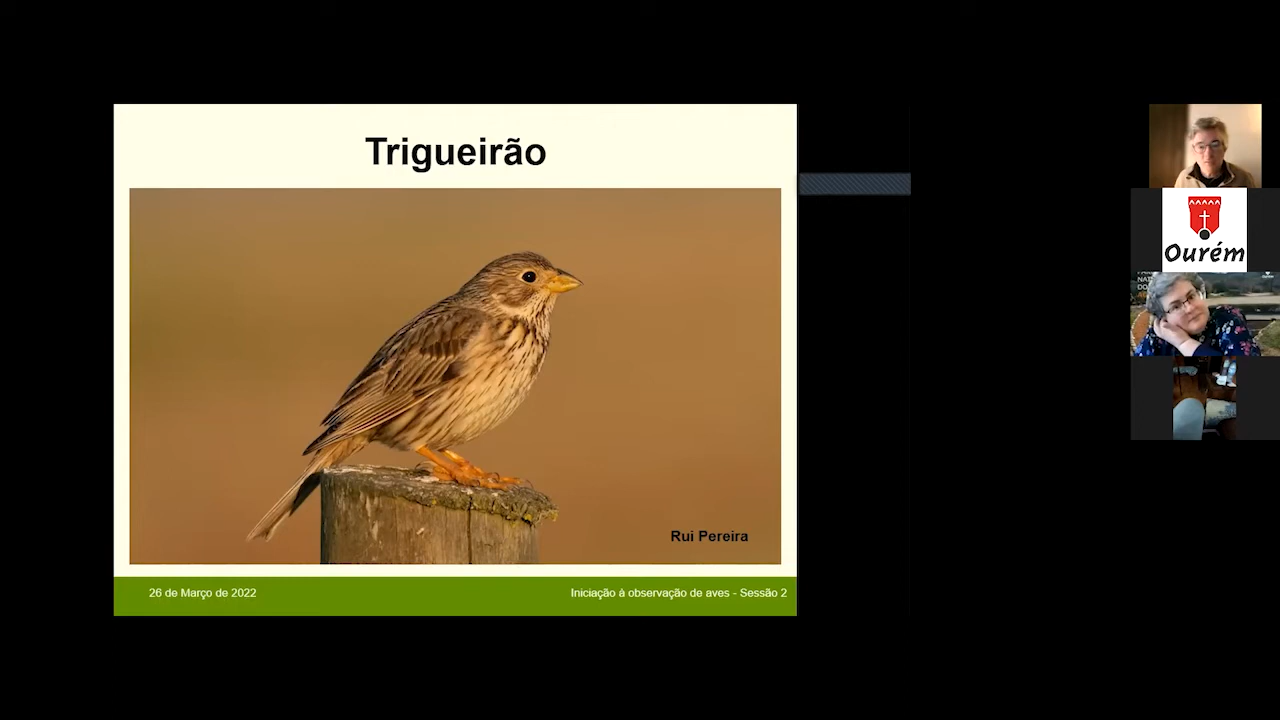 Trigueirão
Rui Pereira
26 de Março de 2022
Iniciação à observação de aves - Sessão 2
Ourém